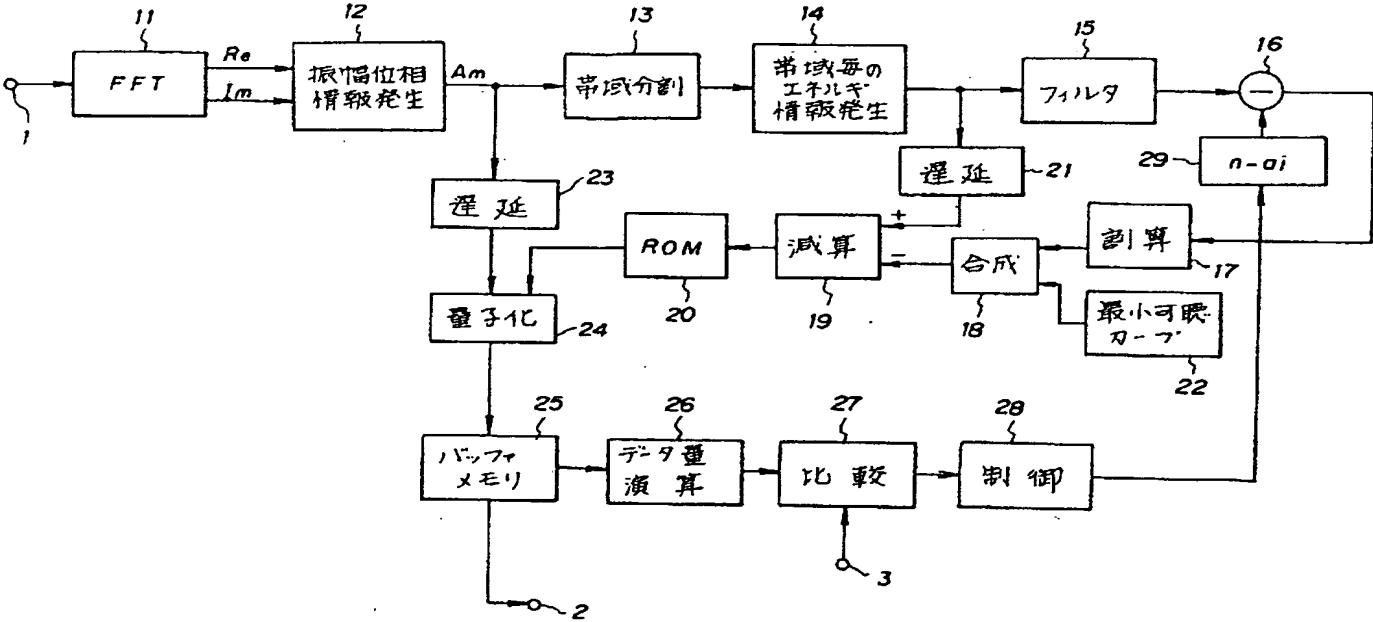 11
12
13
14
15
16
FFT
Re
Im
振幅位相
情報発生
Am
帯域分割
帯域毎の
エネルギ
情報発生
フィルタ
−
1
29
n-ai
23
遅延
遅延
21
+
−
ROM
減算
合成
割算
17
20
19
18
最小可聴
カーブ
22
量子化
24
25
26
27
28
バッファ
メモリ
データ量
演算
比較
制御
3
2